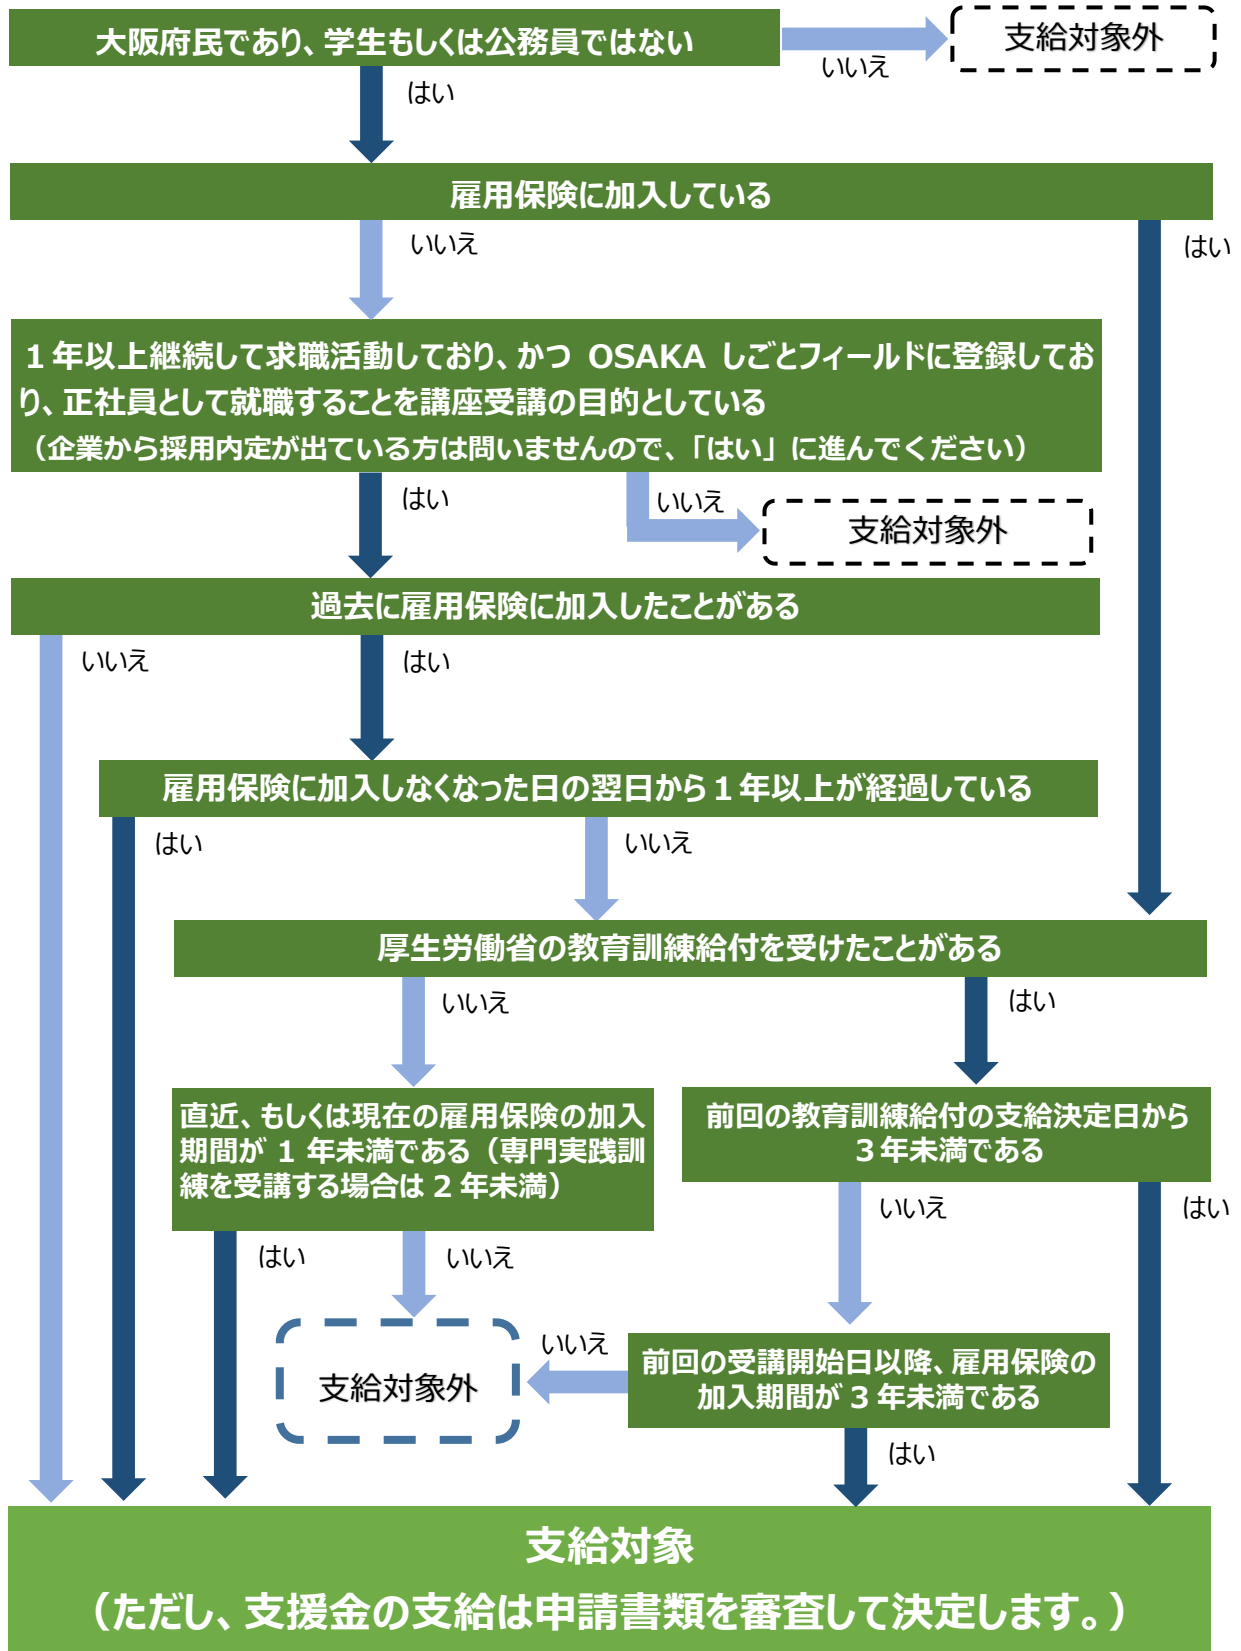 大阪府民であり、学生もしくは公務員ではない
いいえ
支給対象外
はい
雇用保険に加入している
いいえ
はい
１年以上継続して求職活動しており、かつ OSAKA しごとフィールドに登録してお
り、正社員として就職することを講座受講の目的としている
（企業から採用内定が出ている方は問いませんので、「はい」に進んでください）
はい
いいえ
支給対象外
過去に雇用保険に加入したことがある
いいえ
はい
雇用保険に加入しなくなった日の翌日から１年以上が経過している
はい
いいえ
厚生労働省の教育訓練給付を受けたことがある
いいえ
はい
直近、もしくは現在の雇用保険の加入
期間が 1 年未満である（専門実践訓
練を受講する場合は 2 年未満）
前回の教育訓練給付の支給決定日から
３年未満である
はい
いいえ
いいえ
はい
支給対象外
いいえ
前回の受講開始日以降、雇用保険の
加入期間が 3 年未満である
はい
支給対象
（ただし、支援金の支給は申請書類を審査して決定します。）